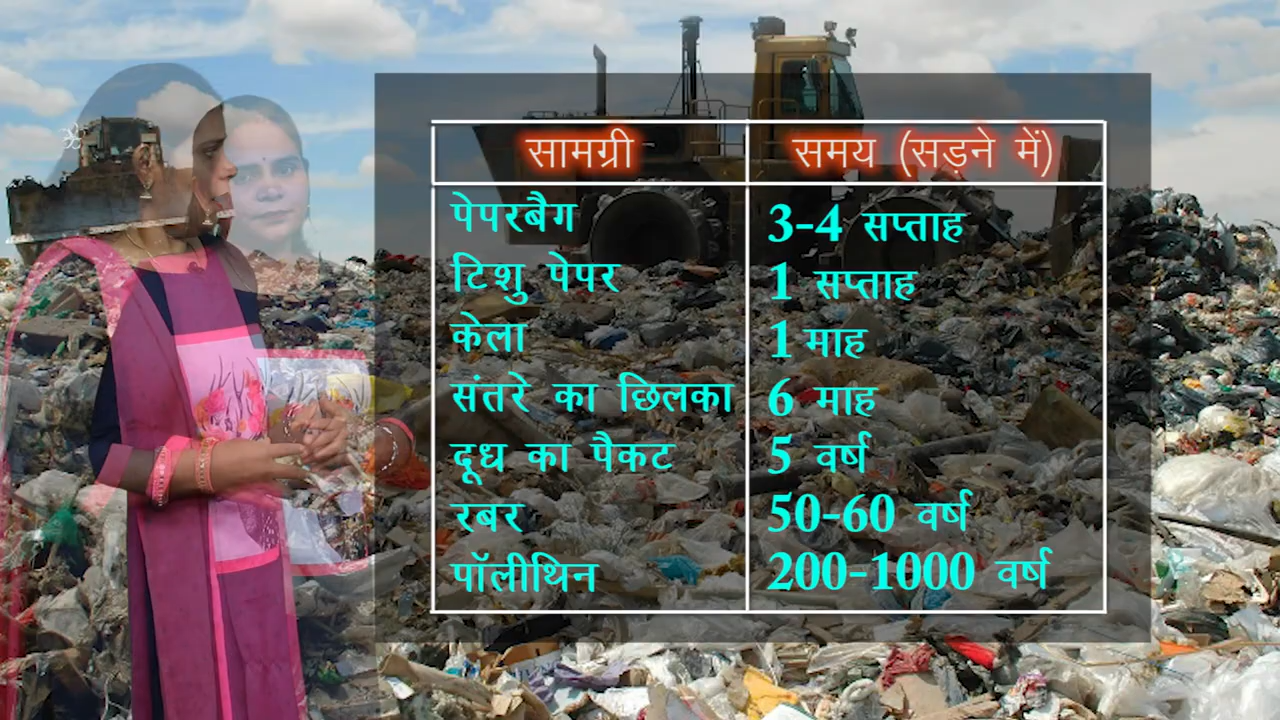 सामग्री समय (सड़ने में)
पेपरबैग 3-4 सप्ताह
टिशु पेपर 1 सप्ताह
केला 1 माह
संतरे का छिलका 6 माह
दूध का पैकट 5 वर्ष
रबर 50-60 वर्ष
पॉलीथिन 200-1000 वर्ष